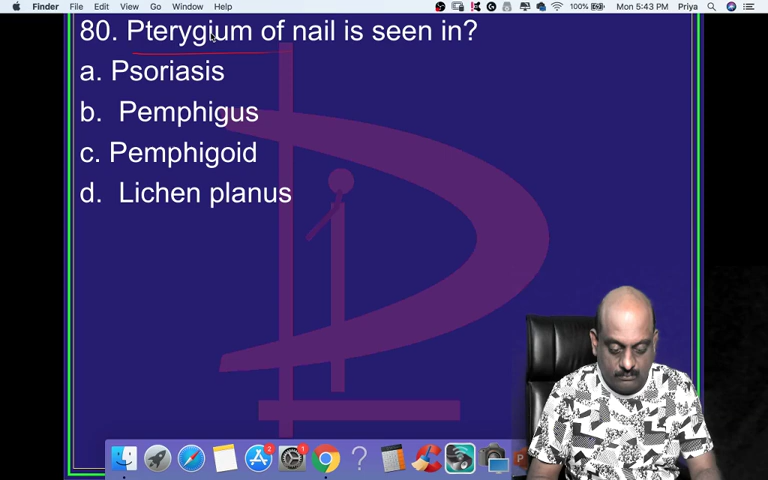 Finder File Edit View Go Window Help 100% Mon 5:43 PM Priya
80. Pterygium of nail is seen in?
a. Psoriasis
b. Pemphigus
c. Pemphigoid
d. Lichen planus